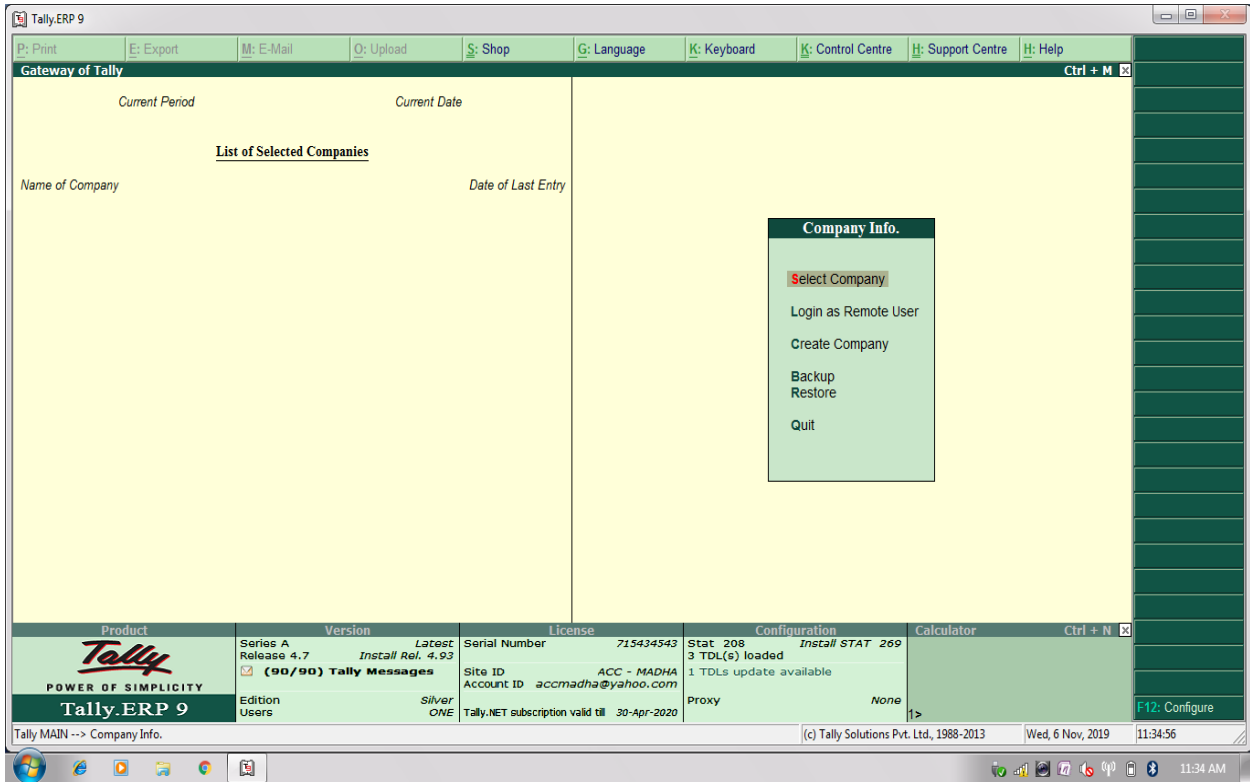 Tally.ERP 9
P: Print E: Export M: E-Mail O: Upload S: Shop G: Language K: Keyboard K: Control Centre H: Support Centre H: Help
Gateway of Tally Ctrl + M
Current Period Current Date
List of Selected Companies
Name of Company Date of Last Entry
Company Info.
Select Company
Login as Remote User
Create Company
Backup
Restore
Quit
Product Version License Configuration Calculator Ctrl + N
Tally
POWER OF SIMPLICITY
Tally.ERP 9
Series A Latest
Release 4.7 Install Rel. 4.93
(90/90) Tally Messages
Edition Silver
Users ONE
Serial Number 715434543
Site ID ACC - MADHA
Account ID accmadha@yahoo.com
Tally.NET subscription valid till 30-Apr-2020
Stat 208 Install STAT 269
3 TDL(s) loaded
1 TDLs update available
Proxy None
1>
F12: Configure
Tally MAIN --> Company Info. (c) Tally Solutions Pvt. Ltd., 1988-2013 Wed, 6 Nov, 2019 11:34:56
11:34 AM